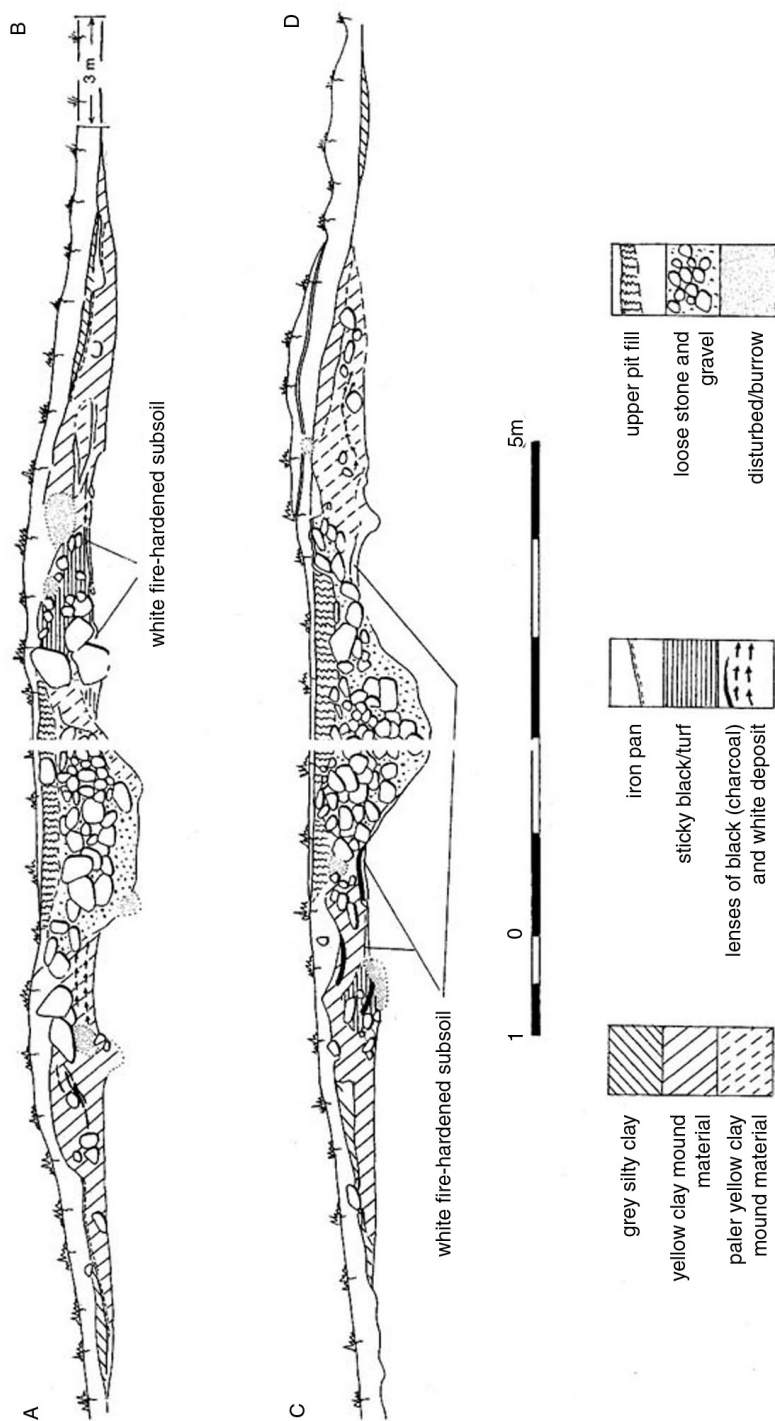 A
B
3 m
white fire-hardened subsoil
C
D
white fire-hardened subsoil
1
0
5m
grey silty clay
yellow clay mound
material
paler yellow clay
mound material
iron pan
sticky black/turf
lenses of black (charcoal)
and white deposit
upper pit fill
loose stone and
gravel
disturbed/burrow